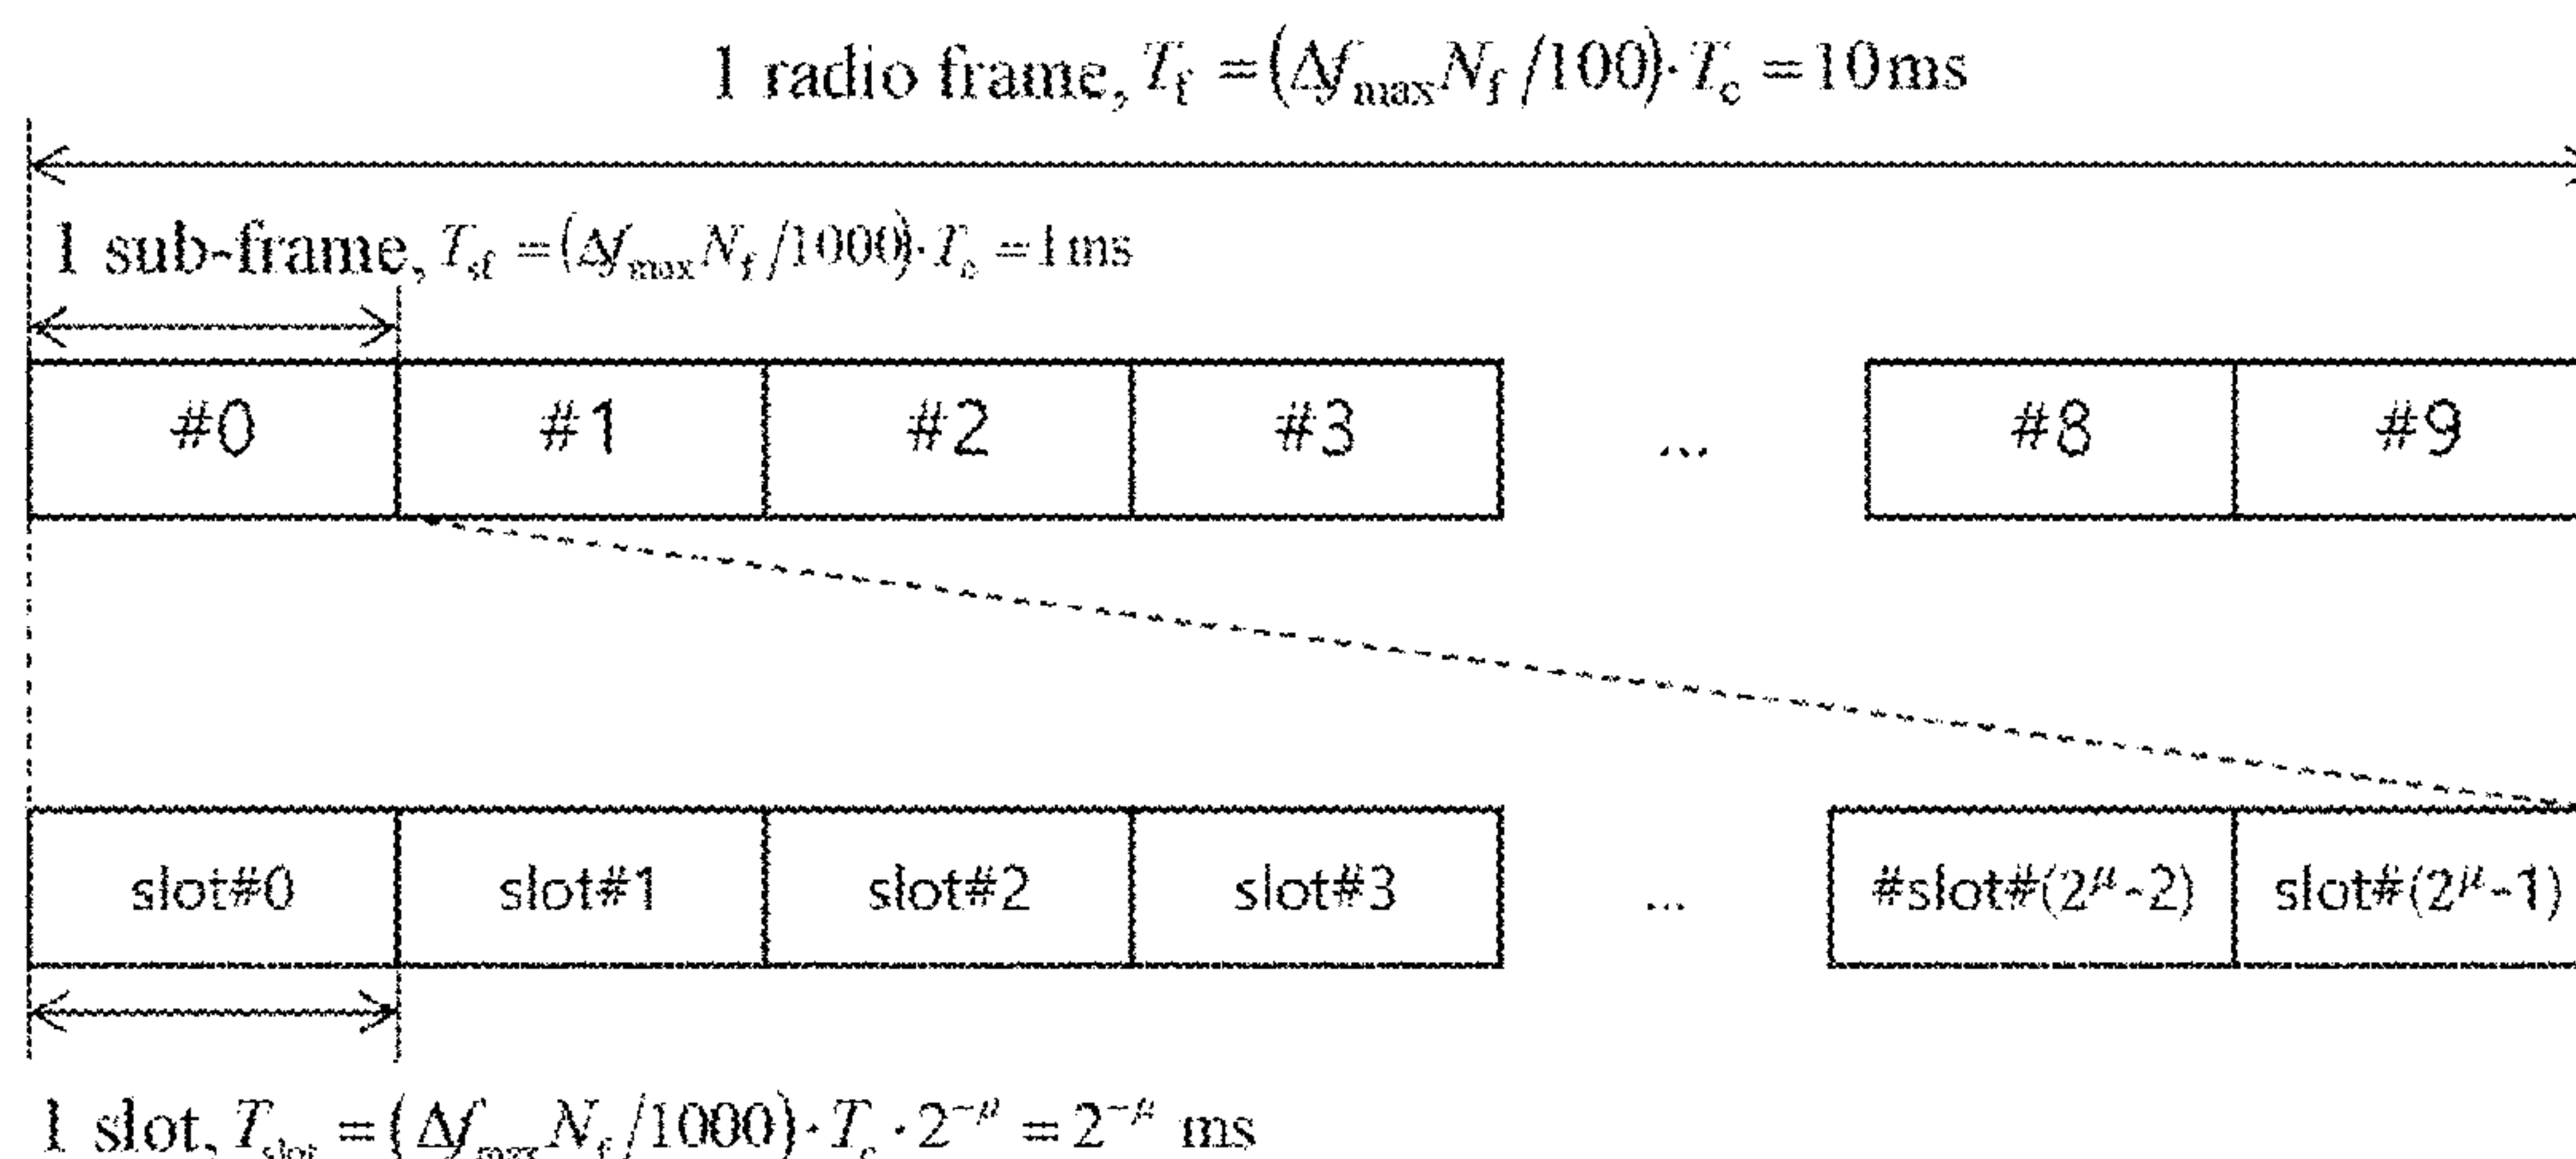 1 radio frame, T_f = (Δf_max N_f /100)·T_c = 10 ms
1 sub-frame, T_sf = (Δf_max N_f /1000)·T_c = 1 ms
#0 #1 #2 #3 ... #8 #9
slot#0 slot#1 slot#2 slot#3 ... #slot#(2^μ-2) slot#(2^μ-1)
1 slot, T_slot = (Δf_max N_f /1000)·T_c·2^-μ = 2^-μ ms